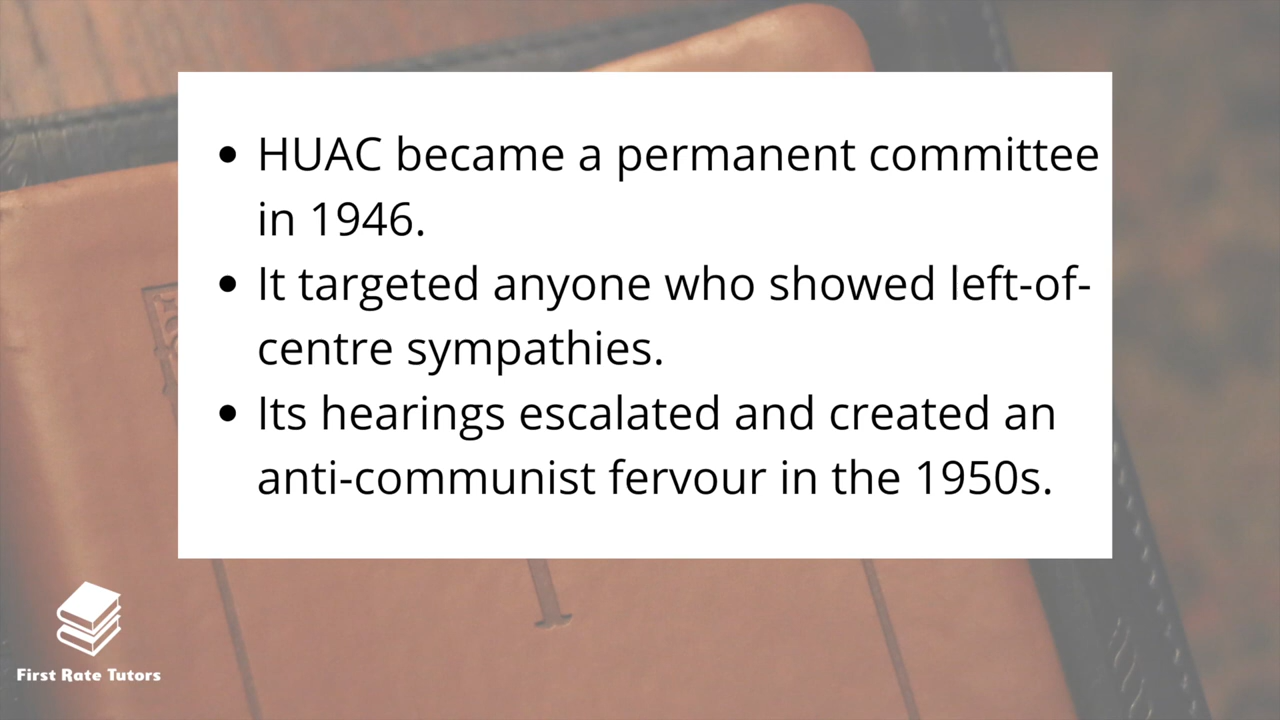 • HUAC became a permanent committee
in 1946.
• It targeted anyone who showed left-of-
centre sympathies.
• Its hearings escalated and created an
anti-communist fervour in the 1950s.
First Rate Tutors